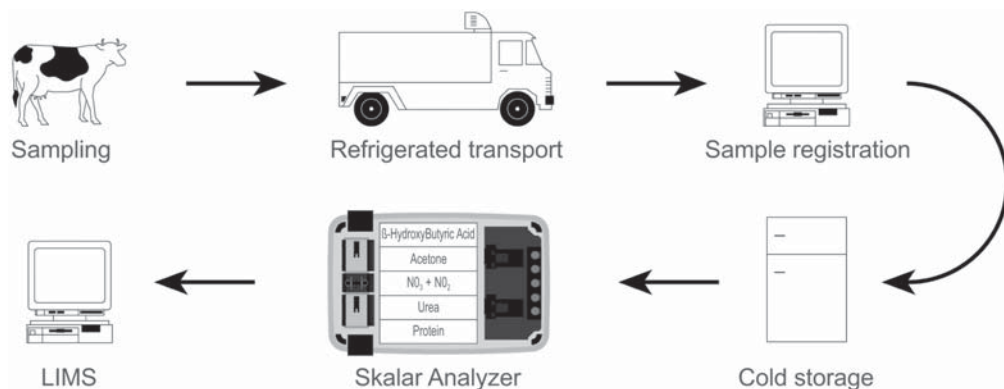 Sampling
Refrigerated transport
Sample registration
ß-HydroxyButyric Acid
Acetone
N0₃ + N0₂
Urea
Protein
LIMS
Skalar Analyzer
Cold storage